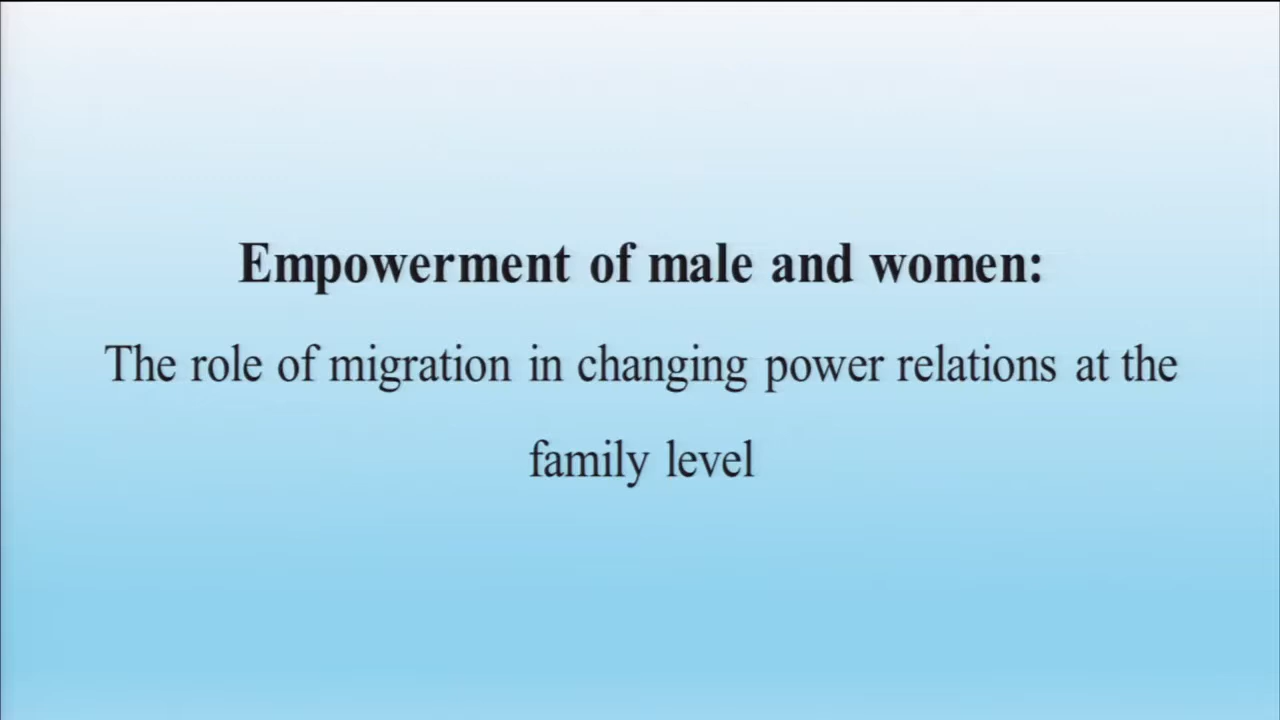 Empowerment of male and women:
The role of migration in changing power relations at the
family level